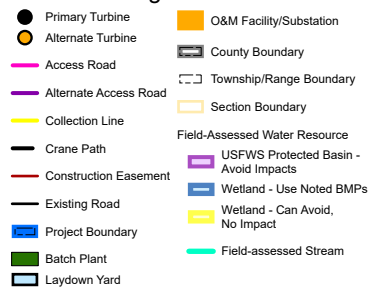 Primary Turbine
Alternate Turbine
Access Road
Alternate Access Road
Collection Line
Crane Path
Construction Easement
Existing Road
Project Boundary
Batch Plant
Laydown Yard
O&M Facility/Substation
County Boundary
Township/Range Boundary
Section Boundary
Field-Assessed Water Resource
USFWS Protected Basin -
Avoid Impacts
Wetland - Use Noted BMPs
Wetland - Can Avoid,
No Impact
Field-assessed Stream